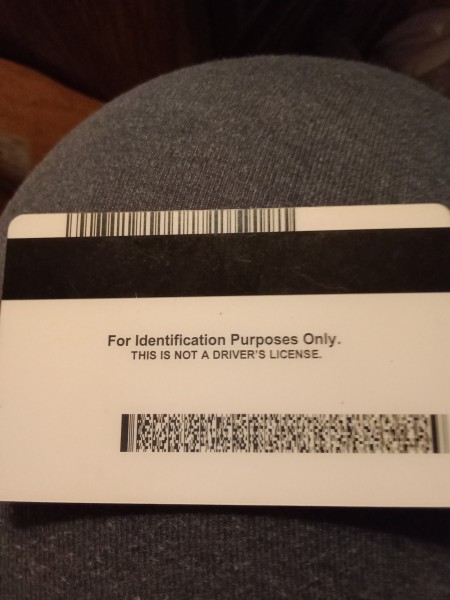 For Identification Purposes Only.
THIS IS NOT A DRIVER'S LICENSE.